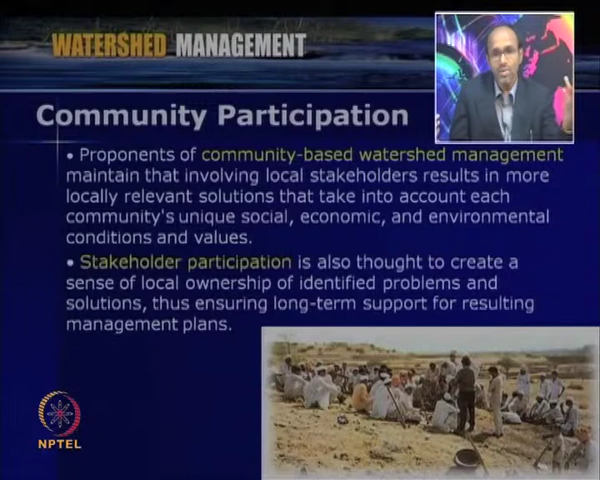 WATERSHED MANAGEMENT
Community Participation
• Proponents of community-based watershed management
maintain that involving local stakeholders results in more
locally relevant solutions that take into account each
community's unique social, economic, and environmental
conditions and values.
• Stakeholder participation is also thought to create a
sense of local ownership of identified problems and
solutions, thus ensuring long-term support for resulting
management plans.
NPTEL